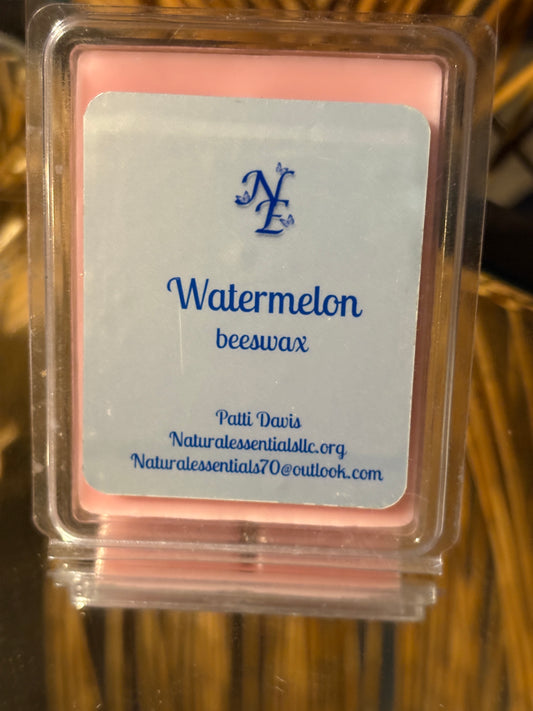 NE
Watermelon
beeswax
Patti Davis
Naturalessentialsllc.org
Naturalessentials70@outlook.com